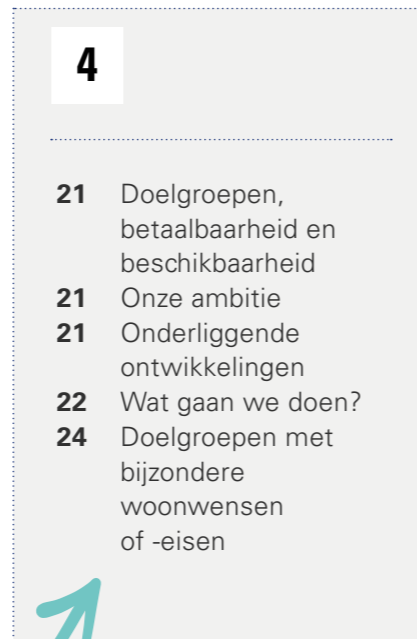 4
21 Doelgroepen,
betaalbaarheid en
beschikbaarheid
21 Onze ambitie
21 Onderliggende
ontwikkelingen
22 Wat gaan we doen?
24 Doelgroepen met
bijzondere
woonwensen
of -eisen